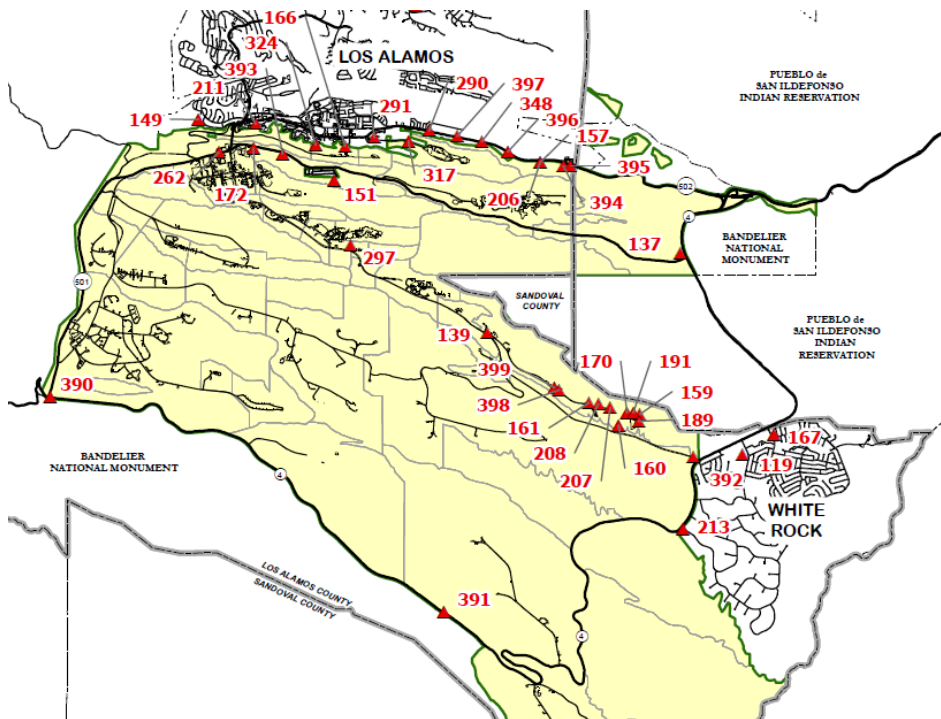 166
324
LOS ALAMOS
393
290
397
PUEBLO de
SAN ILDEFONSO
INDIAN RESERVATION
211
291
348
149
396
157
262
172
151
317
206
395
394
502
4
137
BANDELIER
NATIONAL
MONUMENT
297
501
SANDOVAL
COUNTY
PUEBLO de
SAN ILDEFONSO
INDIAN
RESERVATION
139
399
170
191
159
390
398
189
161
167
208
160
119
392
207
BANDELIER
NATIONAL MONUMENT
4
WHITE
ROCK
213
LOS ALAMOS COUNTY
SANDOVAL COUNTY
391
4